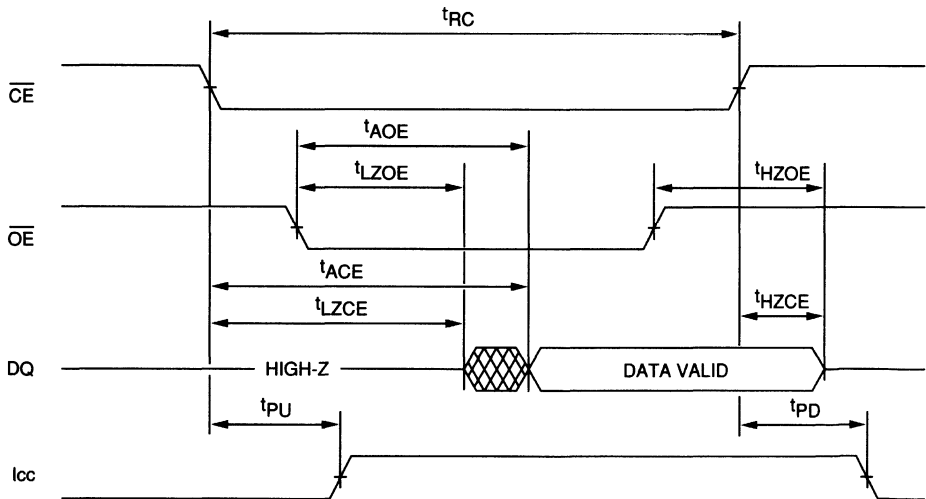 tRC
CE
tAOE
tLZOE
tHZOE
OE
tACE
tLZCE
tHZCE
DQ
HIGH-Z
DATA VALID
tPU
tPD
Icc